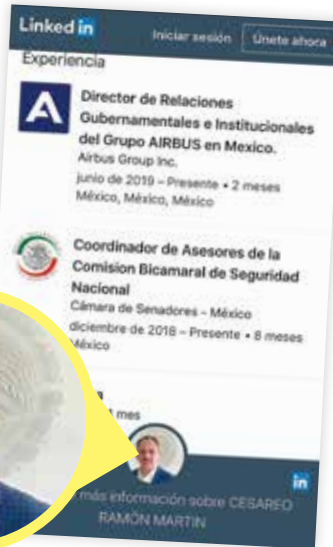 Linked in
Iniciar sesión Únete ahora
Experiencia
Director de Relaciones
Gubernamentales e Institucionales
del Grupo AIRBUS en Mexico.
Airbus Group Inc.
junio de 2019 – Presente • 2 meses
México, México, México
Coordinador de Asesores de la
Comision Bicamaral de Seguridad
Nacional
Cámara de Senadores - México
diciembre de 2018 – Presente • 8 meses
México
mes
in
más información sobre CESAREO
RAMÓN MARTIN